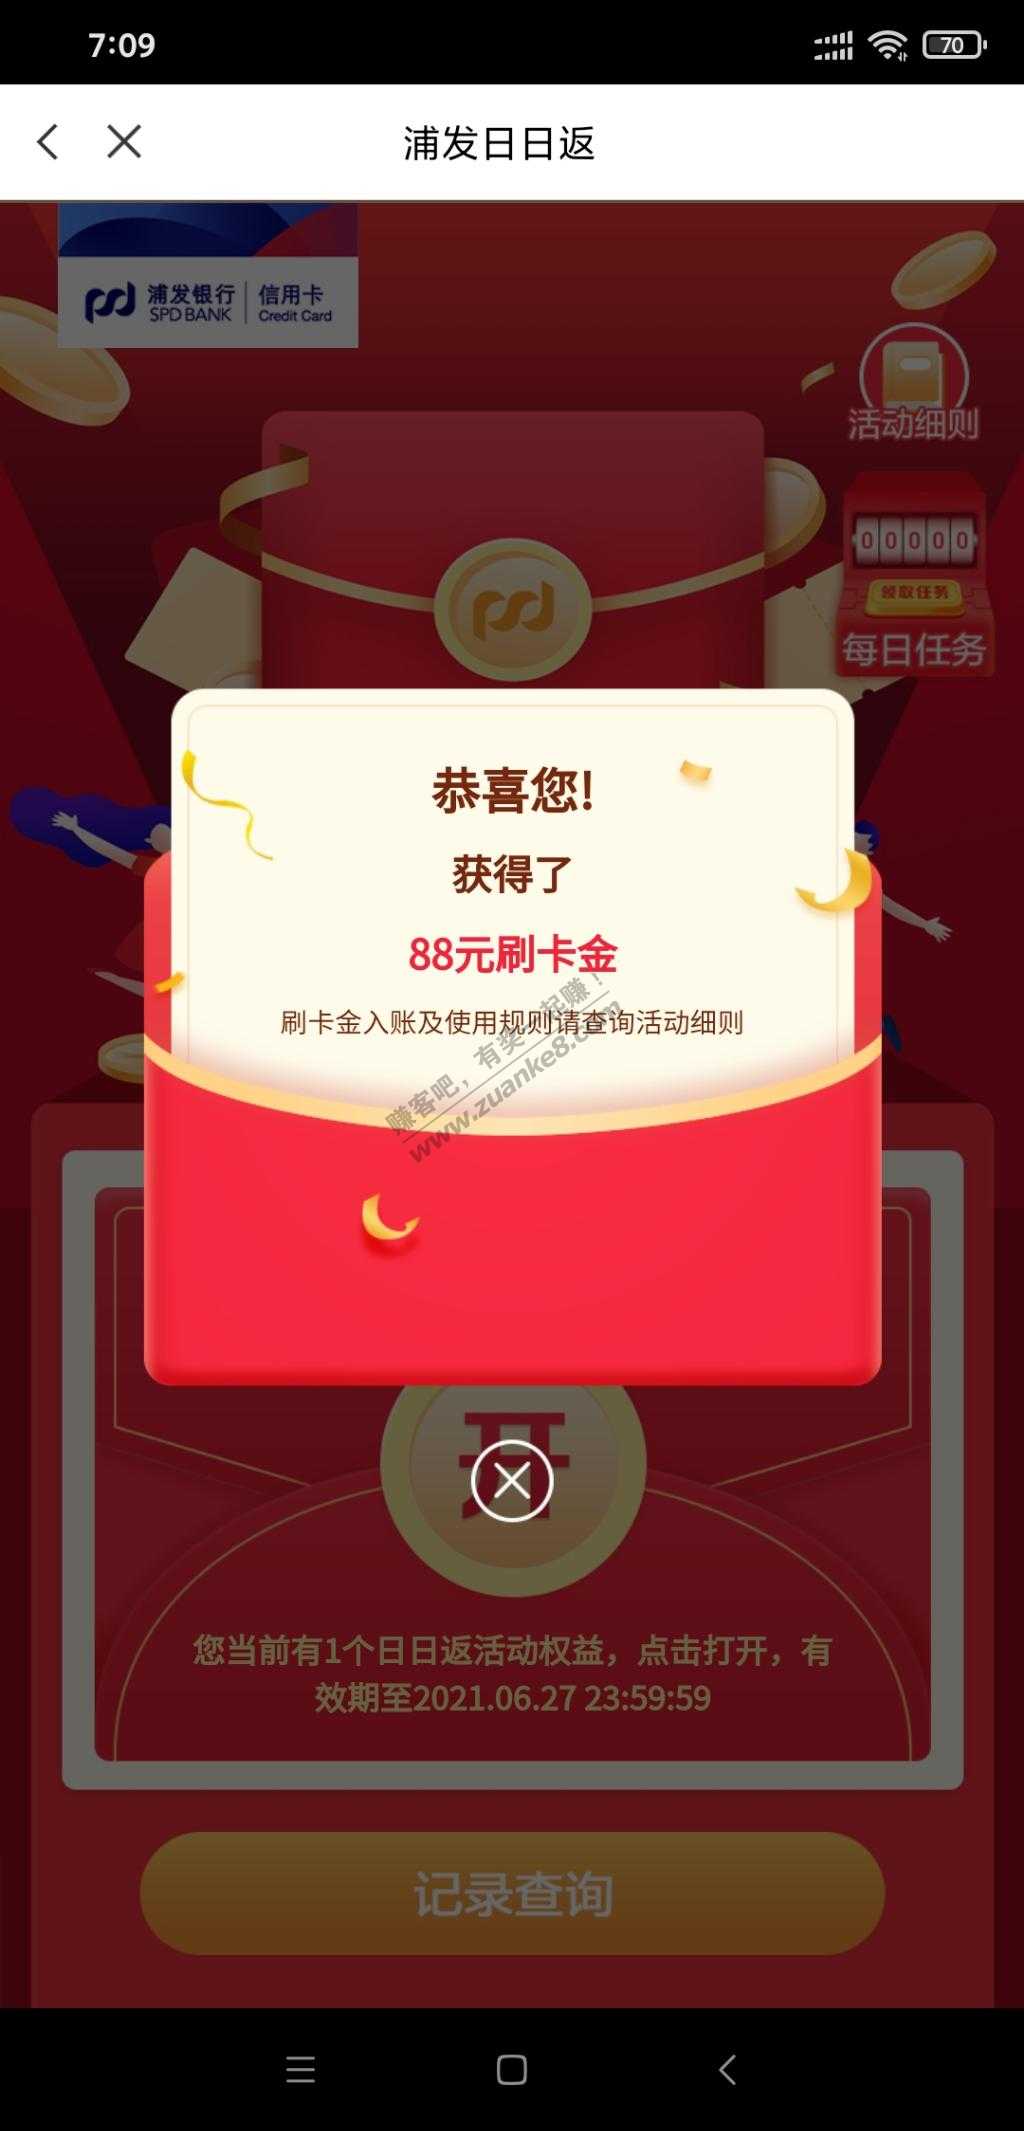 7:09
70
浦发日日返
浦发银行 信用卡
SPD BANK Credit Card
活动细则
00000
领取任务
每日任务
恭喜您!
获得了
88元刷卡金
刷卡金入账及使用规则请查询活动细则
赚客吧，有奖一起赚！
www.zuanke8.com
开
您当前有1个日日返活动权益，点击打开，有
效期至2021.06.27 23:59:59
记录查询